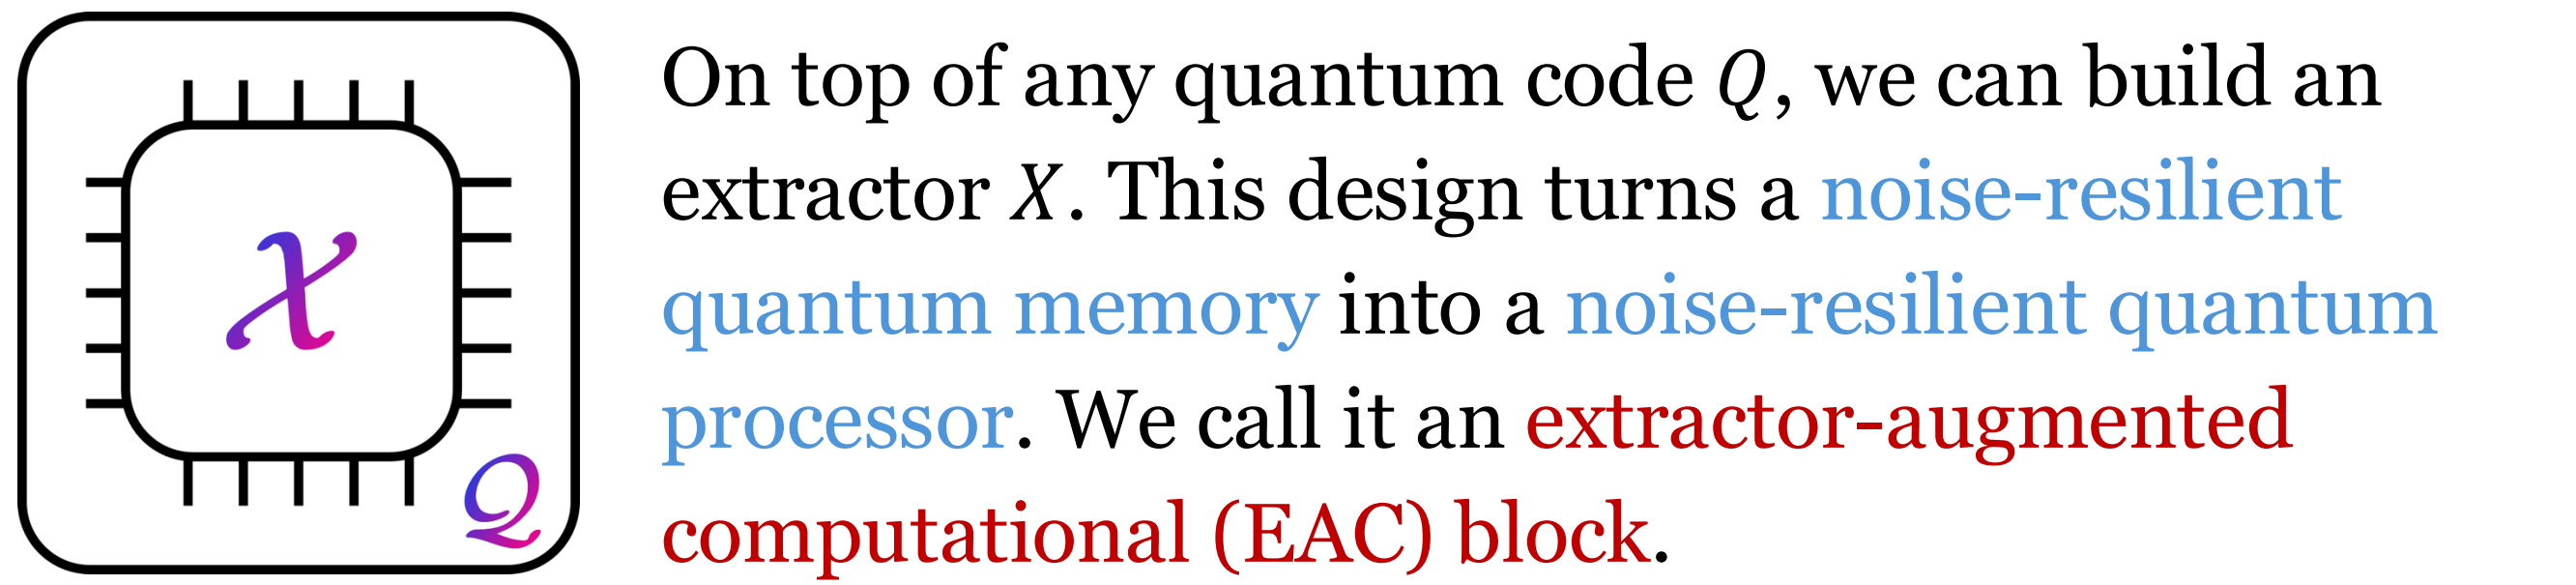 X
Q
On top of any quantum code Q, we can build an
extractor X. This design turns a noise-resilient
quantum memory into a noise-resilient quantum
processor. We call it an extractor-augmented
computational (EAC) block.